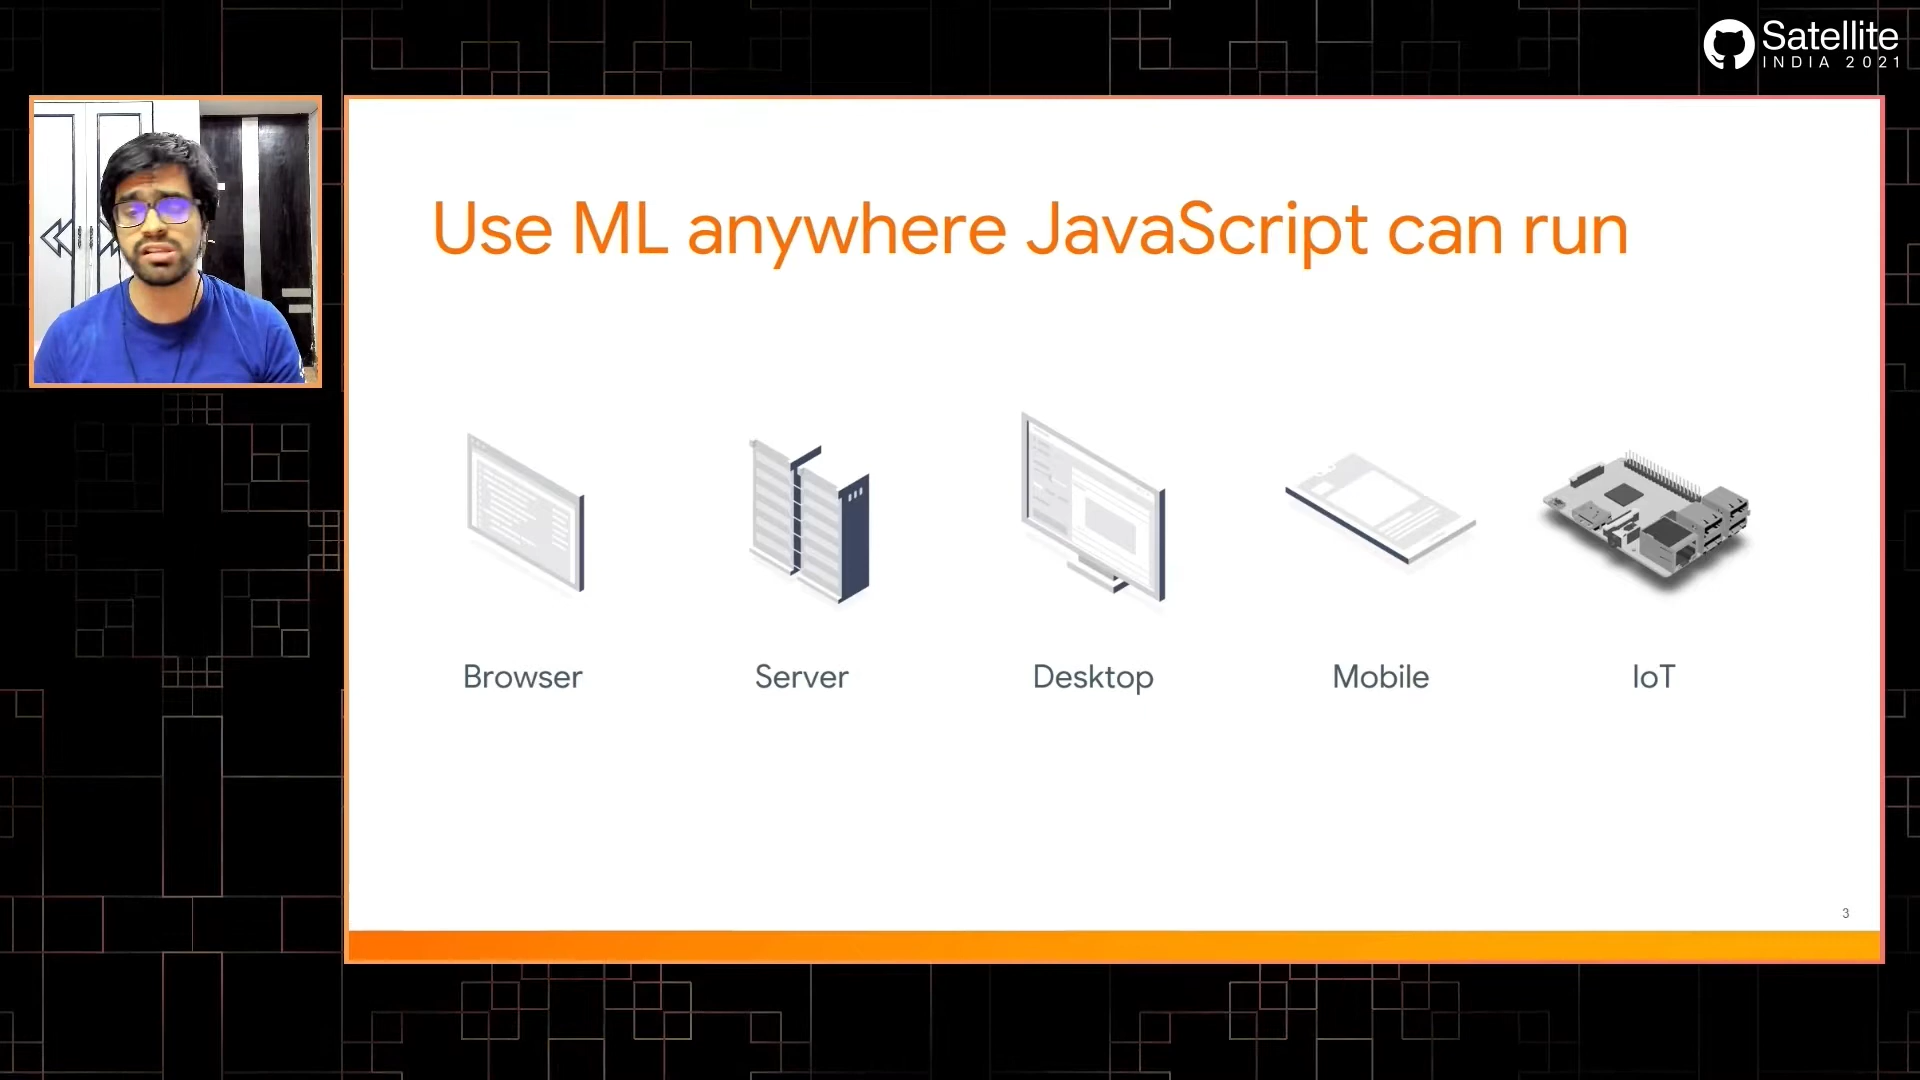 Satellite
INDIA 2021
Use ML anywhere JavaScript can run
Browser
Server
Desktop
Mobile
IoT
3